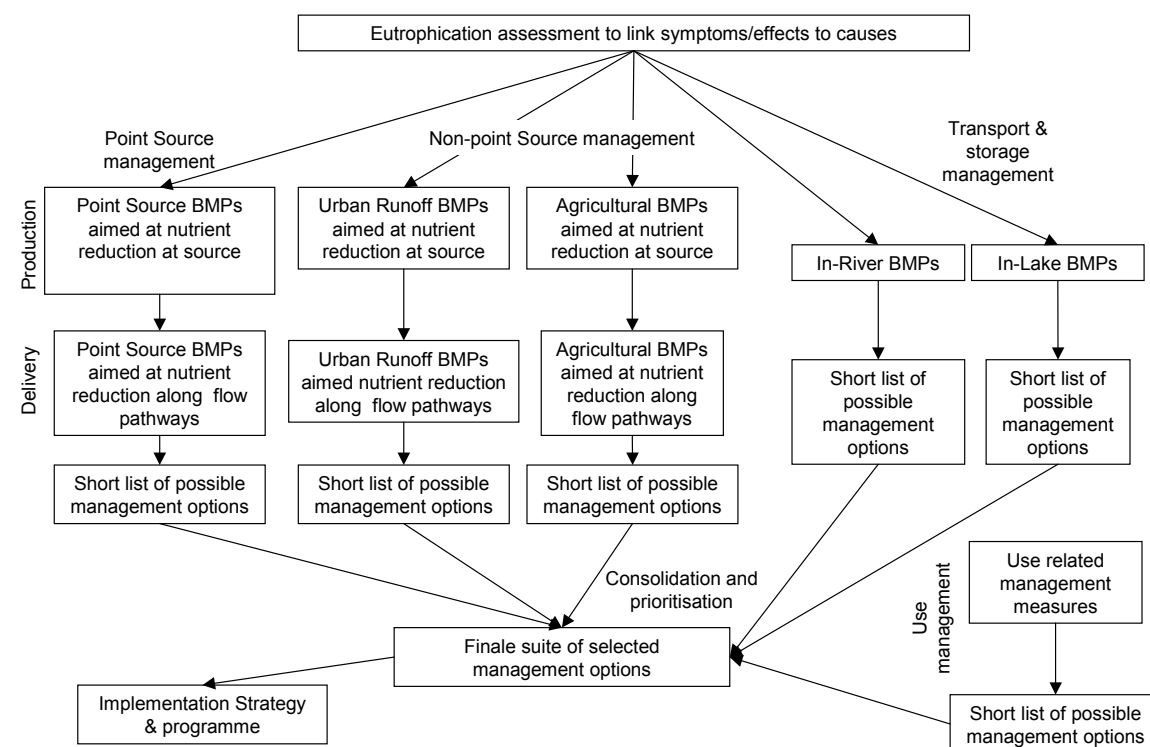 Eutrophication assessment to link symptoms/effects to causes
Point Source
management
Non-point Source management
Transport &
storage
management
Production
Point Source BMPs
aimed at nutrient
reduction at source
Urban Runoff BMPs
aimed at nutrient
reduction at source
Agricultural BMPs
aimed at nutrient
reduction at source
In-River BMPs
In-Lake BMPs
Delivery
Point Source BMPs
aimed at nutrient
reduction along flow
pathways
Urban Runoff BMPs
aimed nutrient reduction
along flow pathways
Agricultural BMPs
aimed at nutrient
reduction along
flow pathways
Short list of
possible
management
options
Short list of
possible
management
options
Short list of possible
management options
Short list of possible
management options
Short list of possible
management options
Consolidation and
prioritisation
Use
management
Use related
management
measures
Finale suite of selected
management options
Implementation Strategy
& programme
Short list of possible
management options